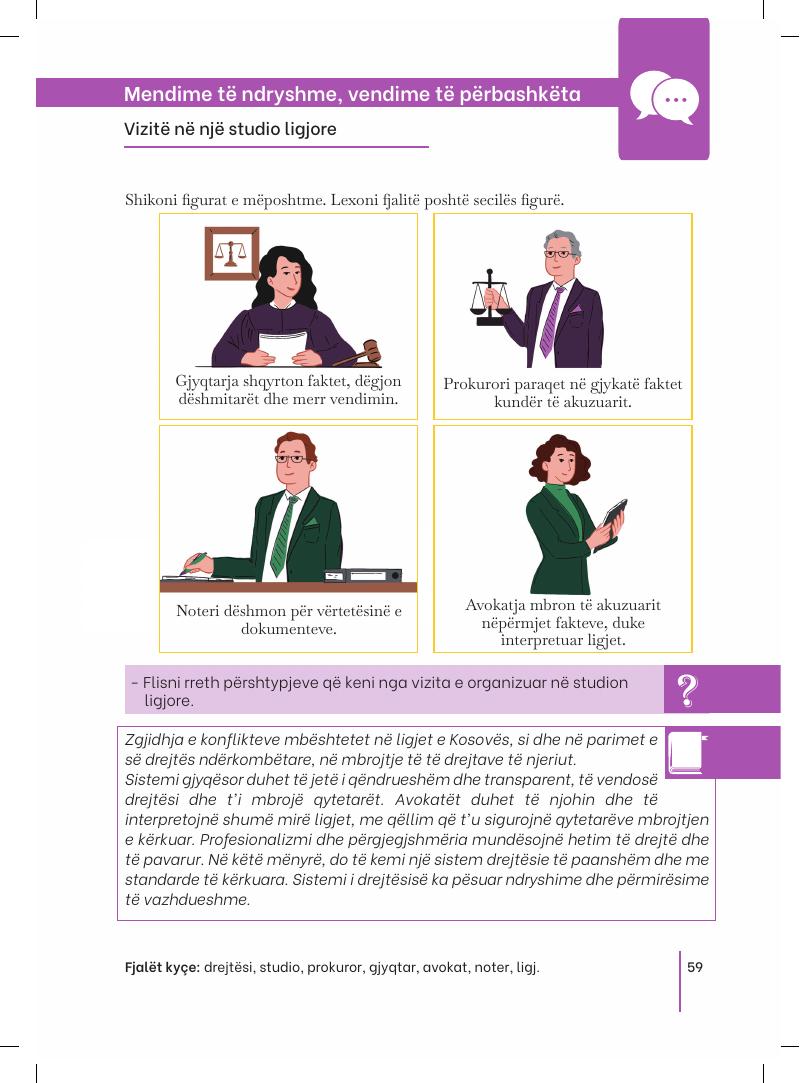 Mendime të ndryshme, vendime të përbashkëta
Vizitë në një studio ligjore
Shikoni figurat e mëposhtme. Lexoni fjalitë poshtë secilës figurë.
Gjyqtarja shqyrton faktet, dëgjon
dëshmitarët dhe merr vendimin.
Prokurori paraqet në gjykatë faktet
kundër të akuzuarit.
Noteri dëshmon për vërtetësinë e
dokumenteve.
Avokatja mbron të akuzuarit
nëpërmjet fakteve, duke
interpretuar ligjet.
– Flisni rreth përshtypjeve që keni nga vizita e organizuar në studion
ligjore.
?
Zgjidhja e konflikteve mbështetet në ligjet e Kosovës, si dhe në parimet e
së drejtës ndërkombëtare, në mbrojtje të të drejtave të njeriut.
Sistemi gjyqësor duhet të jetë i qëndrueshëm dhe transparent, të vendosë
drejtësi dhe t’i mbrojë qytetarët. Avokatët duhet të njohin dhe të
interpretojnë shumë mirë ligjet, me qëllim që t’u sigurojnë qytetarëve mbrojtjen
e kërkuar. Profesionalizmi dhe përgjegjshmëria mundësojnë hetim të drejtë dhe
të pavarur. Në këtë mënyrë, do të kemi një sistem drejtësie të paanshëm dhe me
standarde të kërkuara. Sistemi i drejtësisë ka pësuar ndryshime dhe përmirësime
të vazhdueshme.
Fjalët kyçe: drejtësi, studio, prokuror, gjyqtar, avokat, noter, ligj.
59